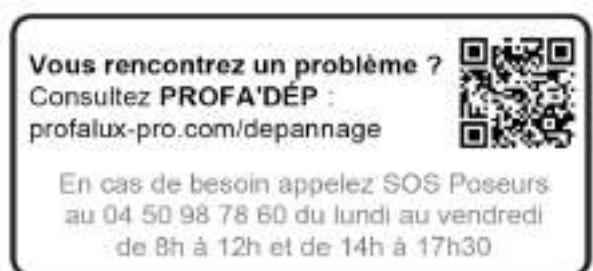 Vous rencontrez un problème ?
Consultez PROFA'DÉP :
profalux-pro.com/depannage
En cas de besoin appelez SOS Poseurs
au 04 50 98 78 60 du lundi au vendredi
de 8h à 12h et de 14h à 17h30